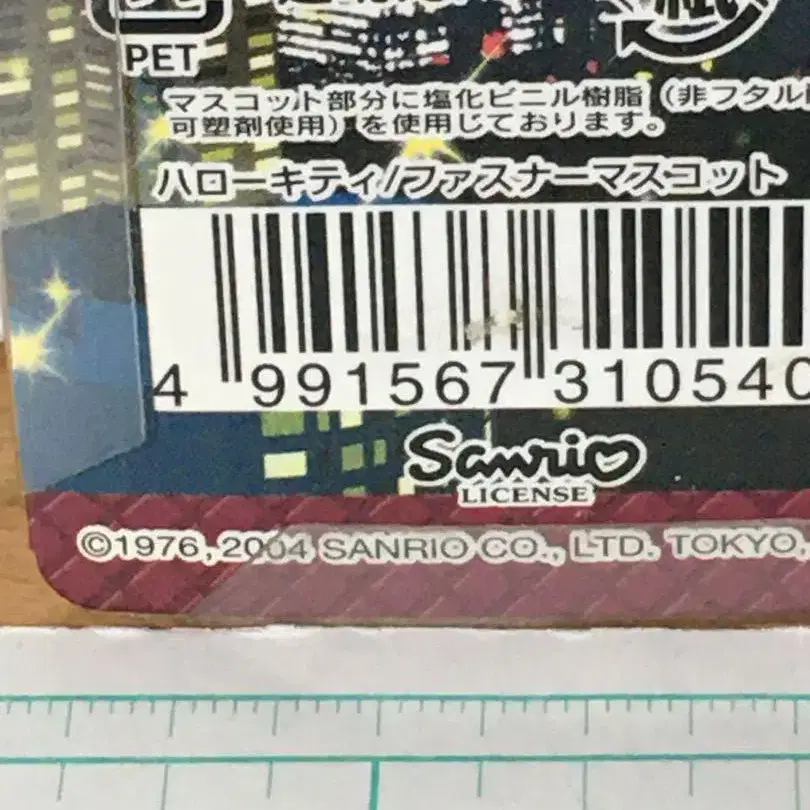 PET
マスコット部分に塩化ビニル樹脂（非フタル
可塑剤使用）を使用しております。
ハローキティ/ファスナーマスコット
4 991567 310540
Sanrio
LICENSE
©1976, 2004 SANRIO CO., LTD. TOKYO,